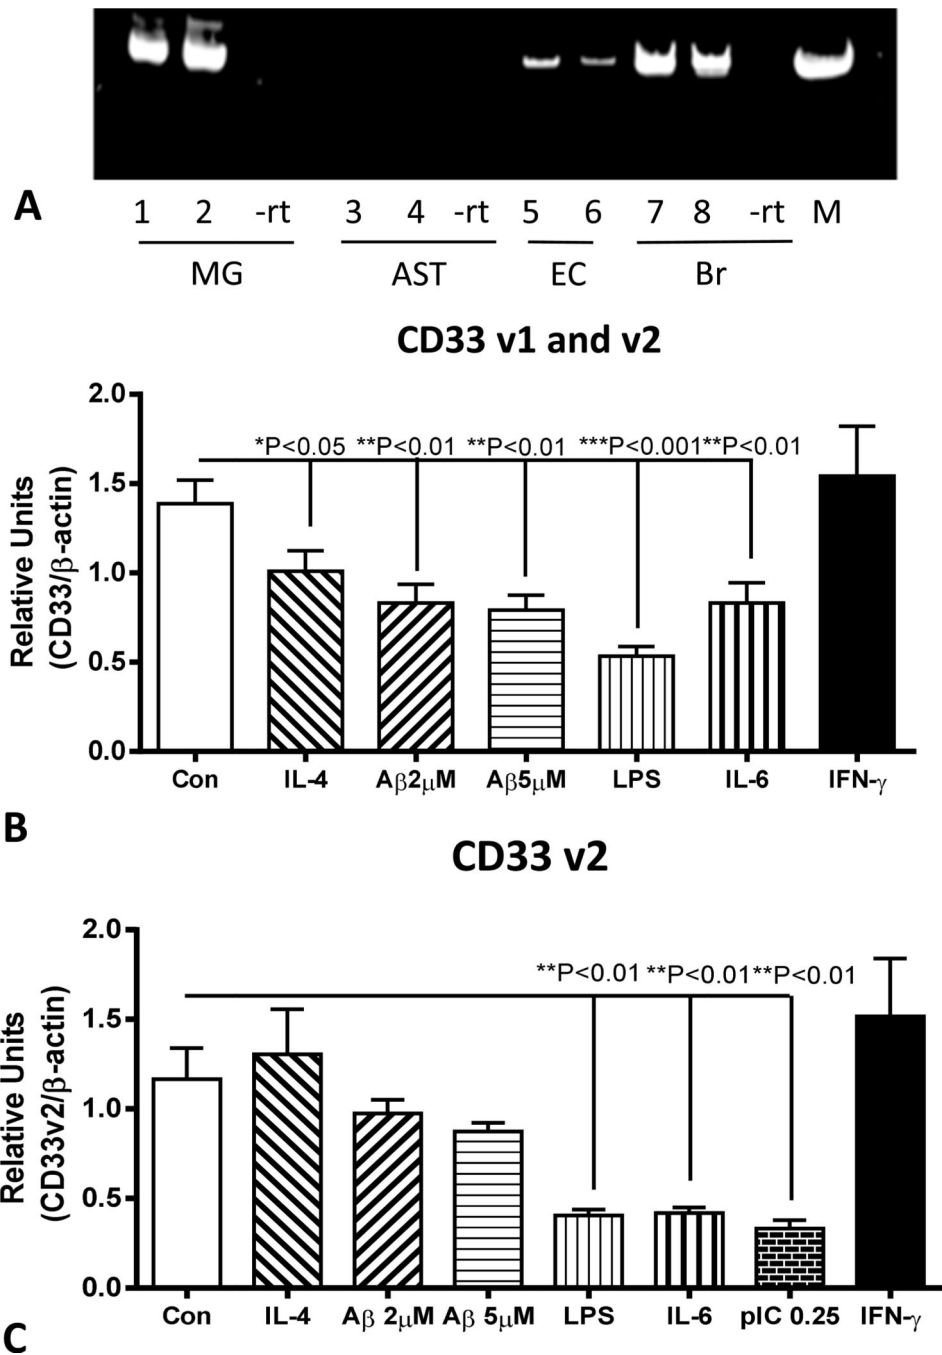 A
1 2 -rt 3 4 -rt 5 6 7 8 -rt M
MG AST EC Br
CD33 v1 and v2
2.0
1.5
1.0
0.5
0.0
Relative Units
(CD33/β-actin)
*P<0.05 **P<0.01 **P<0.01 ***P<0.001 **P<0.01
Con IL-4 Aβ2μM Aβ5μM LPS IL-6 IFN-γ
B
CD33 v2
2.0
1.5
1.0
0.5
0.0
Relative Units
(CD33v2/β-actin)
**P<0.01 **P<0.01 **P<0.01
Con IL-4 Aβ 2μM Aβ 5μM LPS IL-6 pIC 0.25 IFN-γ
C